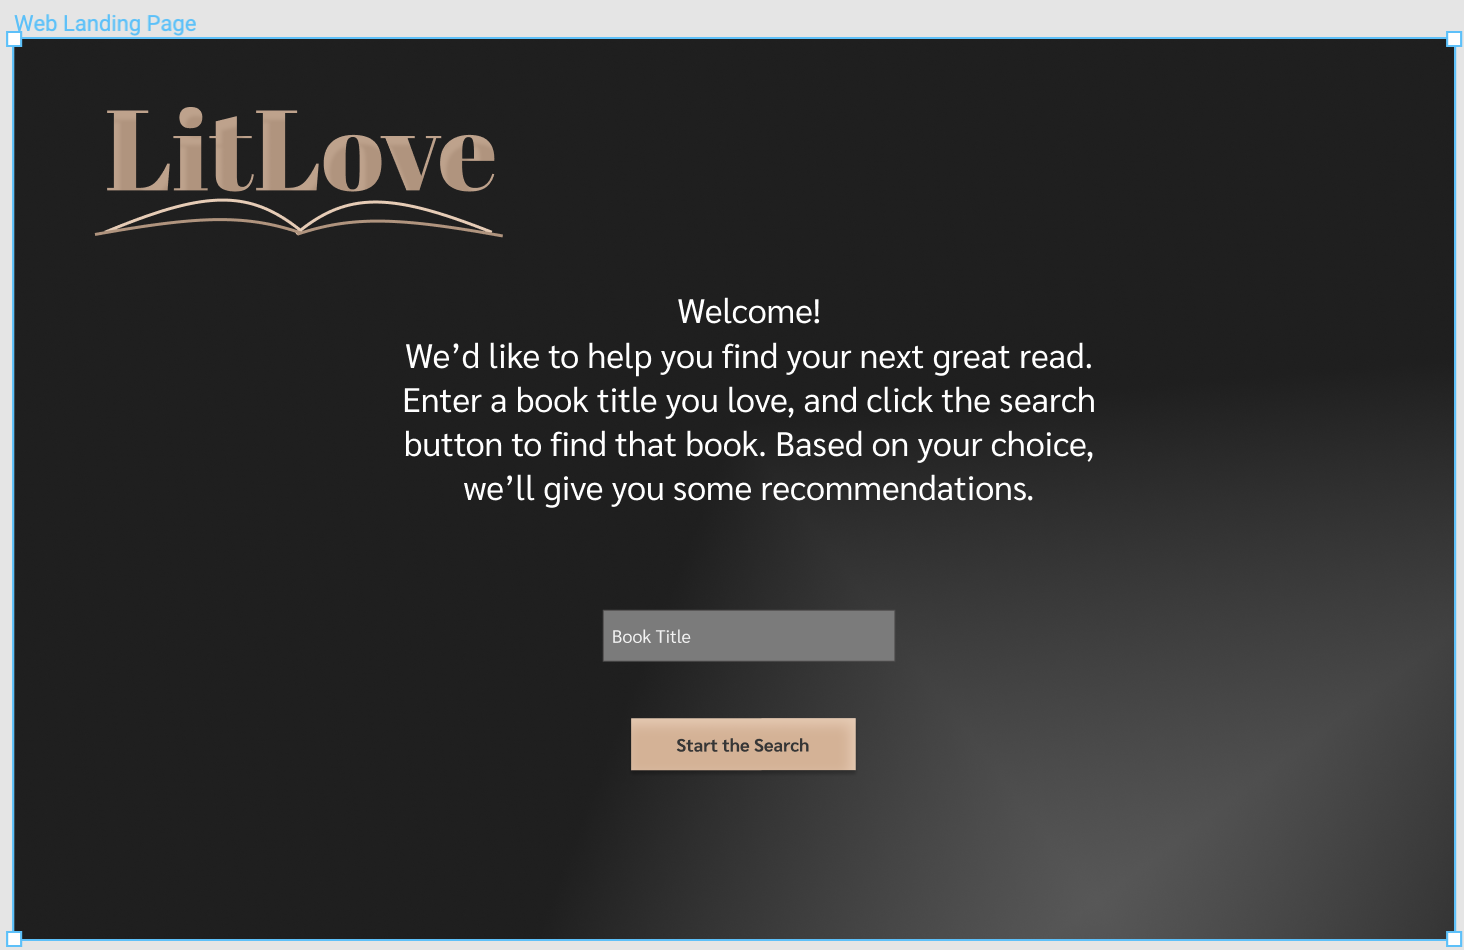 Web Landing Page
LitLove
Welcome!
We’d like to help you find your next great read.
Enter a book title you love, and click the search
button to find that book. Based on your choice,
we’ll give you some recommendations.
Book Title
Start the Search